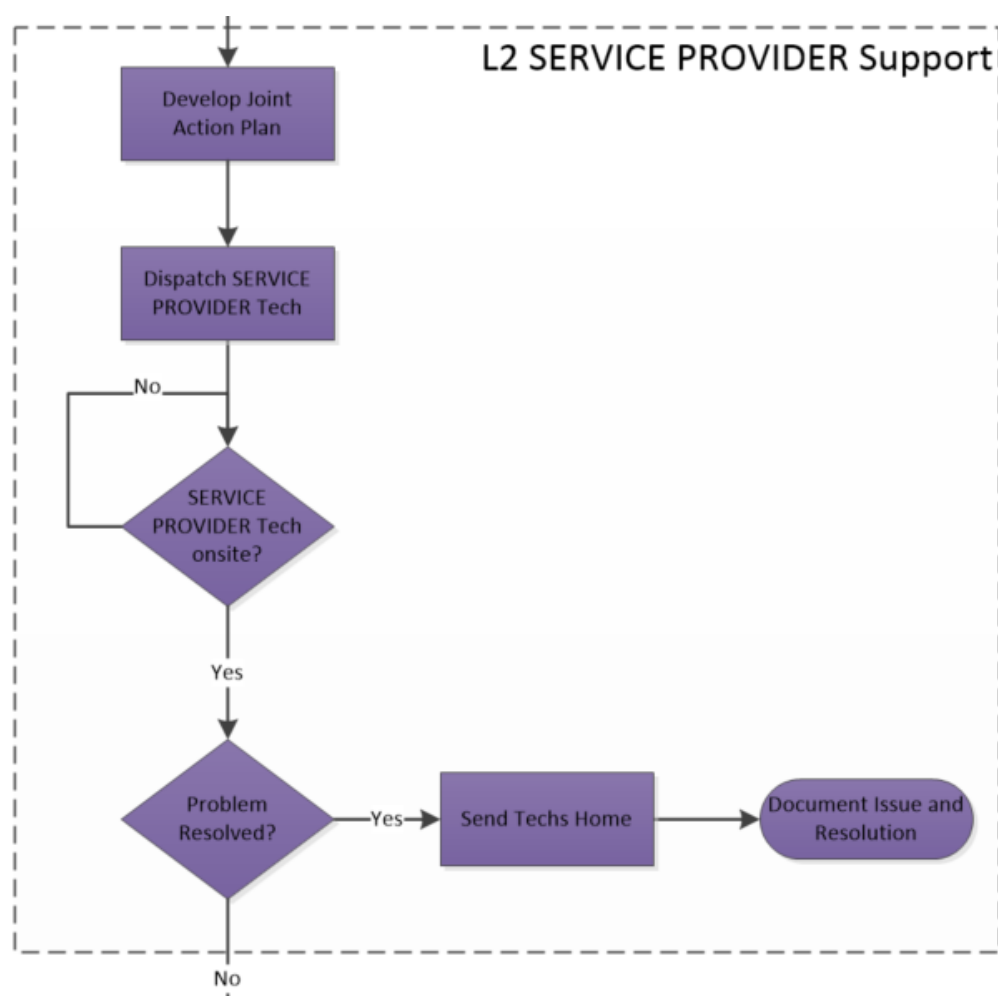 L2 SERVICE PROVIDER Support
Develop Joint
Action Plan
Dispatch SERVICE
PROVIDER Tech
No
SERVICE
PROVIDER Tech
onsite?
Yes
Problem
Resolved?
Yes
Send Techs Home
Document Issue and
Resolution
No